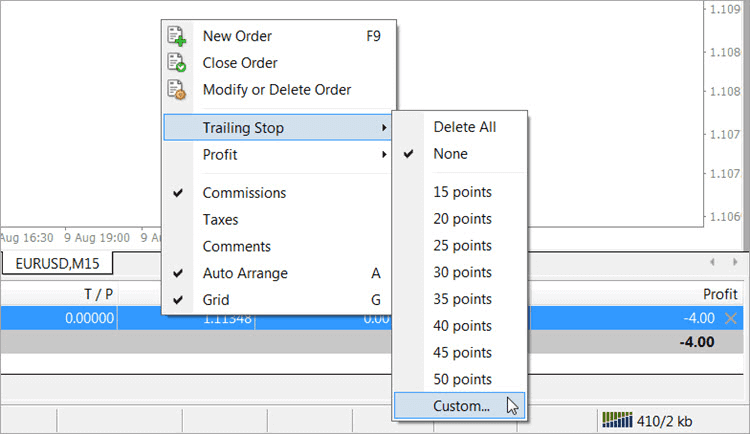 1.109
1.108
1.108
1.107
1.107
1.106
New Order F9
Close Order
Modify or Delete Order
Trailing Stop
Profit
Commissions
Taxes
Comments
Auto Arrange A
Grid G
Delete All
None
15 points
20 points
25 points
30 points
35 points
40 points
45 points
50 points
Custom...
Aug 16:30 9 Aug 19:00 9 A
EURUSD,M15
T / P Profit
0.00000 1.11348 0.00 -4.00
-4.00
410/2 kb